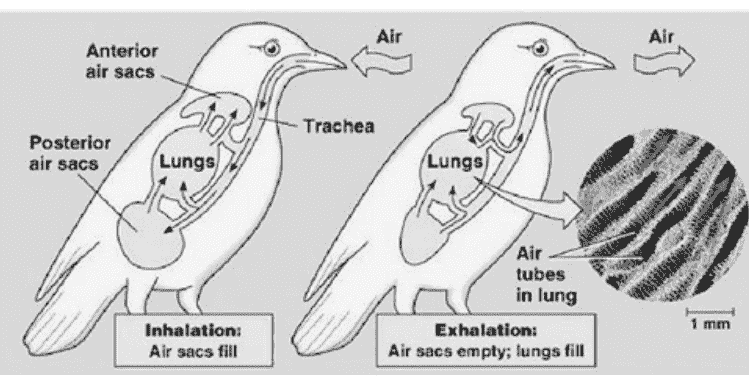 Anterior
air sacs
Posterior
air sacs
Lungs
Trachea
Air
Inhalation:
Air sacs fill
Air
Lungs
Air
tubes
in lung
1 mm
Exhalation:
Air sacs empty; lungs fill